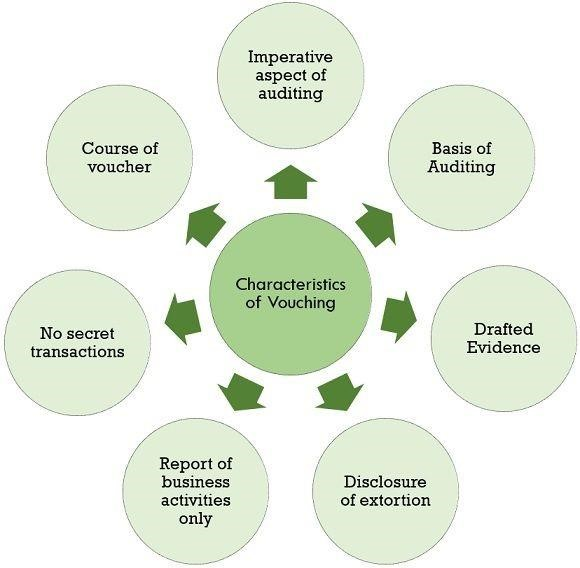 Imperative
aspect of
auditing
Course of
voucher
Basis of
Auditing
Characteristics
of Vouching
No secret
transactions
Drafted
Evidence
Report of
business
activities
only
Disclosure
of extortion